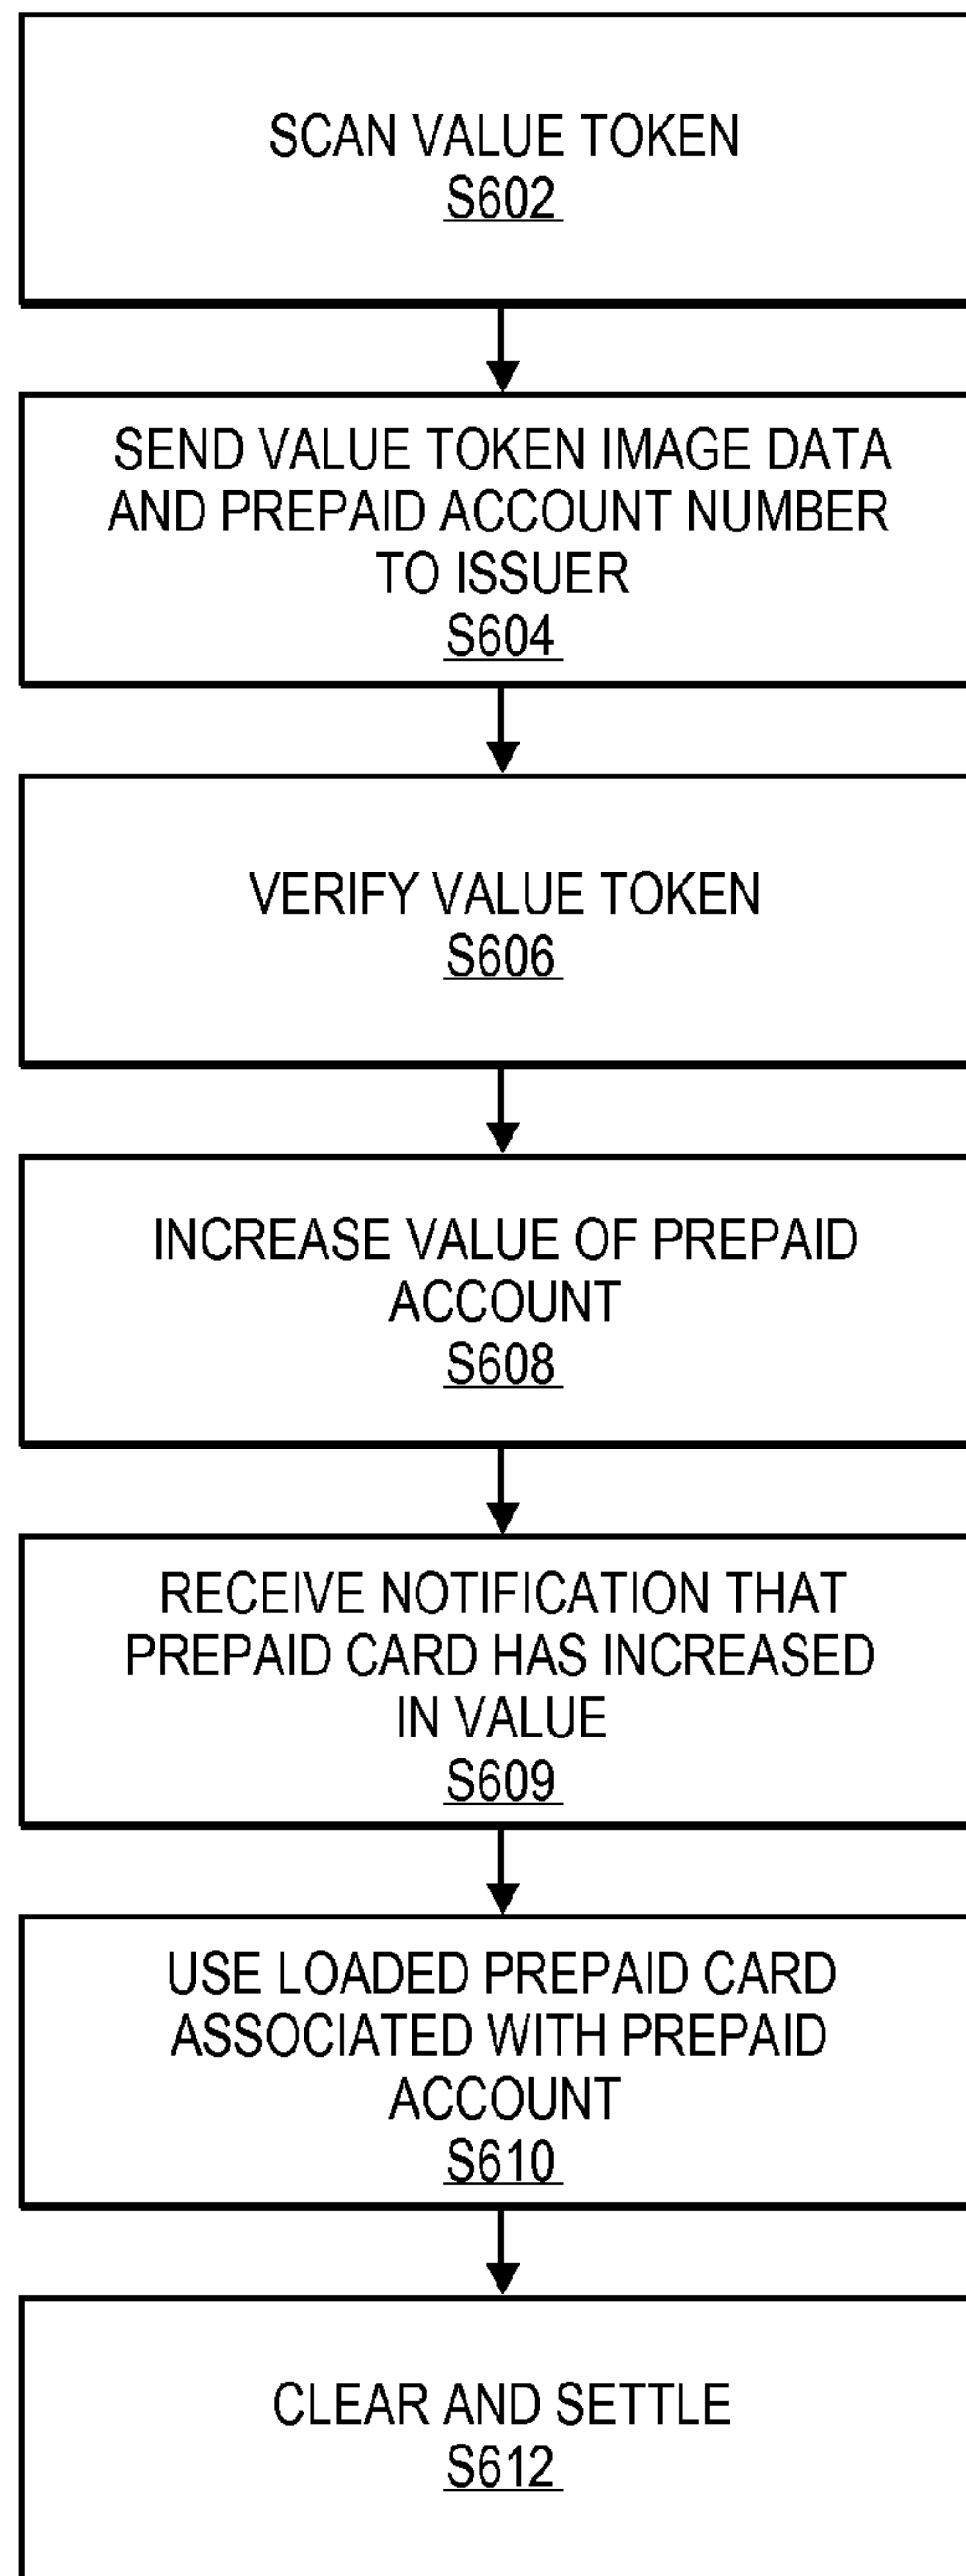 SCAN VALUE TOKEN
S602
SEND VALUE TOKEN IMAGE DATA
AND PREPAID ACCOUNT NUMBER
TO ISSUER
S604
VERIFY VALUE TOKEN
S606
INCREASE VALUE OF PREPAID
ACCOUNT
S608
RECEIVE NOTIFICATION THAT
PREPAID CARD HAS INCREASED
IN VALUE
S609
USE LOADED PREPAID CARD
ASSOCIATED WITH PREPAID
ACCOUNT
S610
CLEAR AND SETTLE
S612